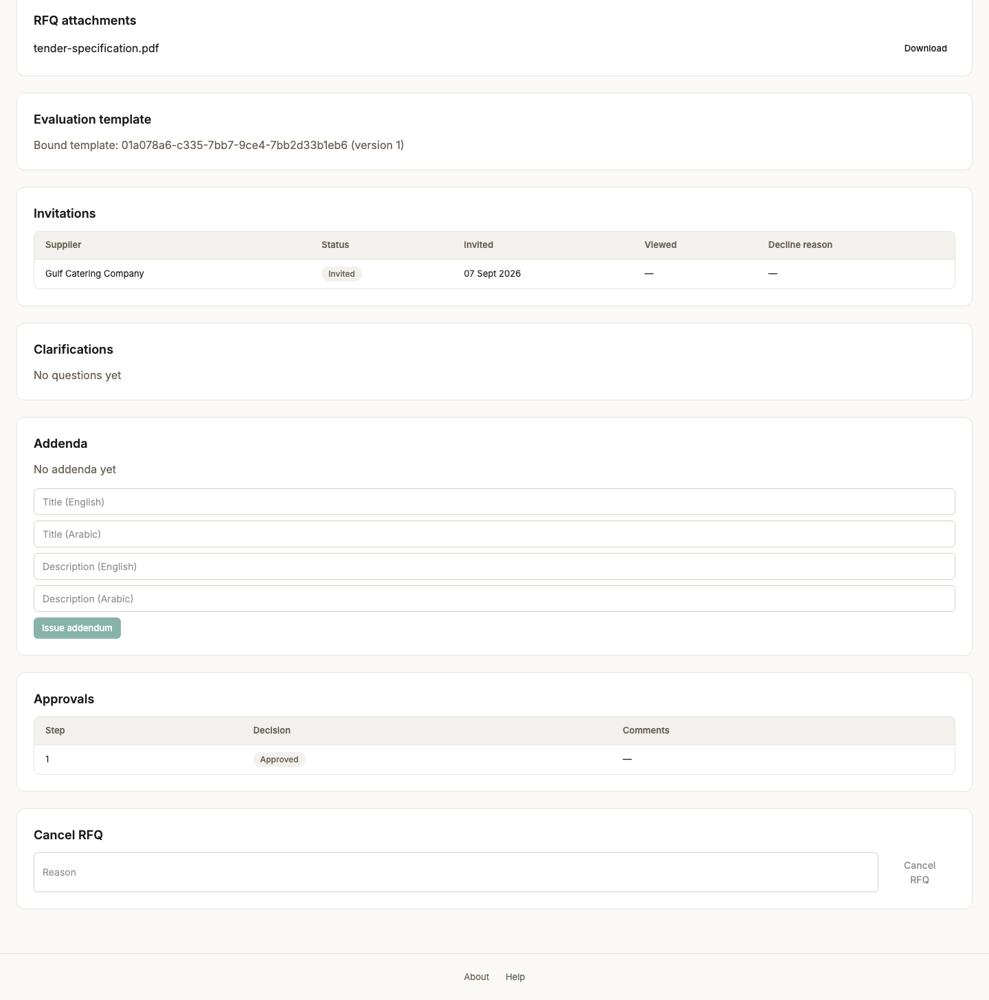 RFQ attachments
tender-specification.pdf Download
Evaluation template
Bound template: 01a078a6-c335-7bb7-9ce4-7bb2d33b1eb6 (version 1)
Invitations
Supplier Status Invited Viewed Decline reason
Gulf Catering Company Invited 07 Sept 2026 — —
Clarifications
No questions yet
Addenda
No addenda yet
Title (English)
Title (Arabic)
Description (English)
Description (Arabic)
Issue addendum
Approvals
Step Decision Comments
1 Approved —
Cancel RFQ
Reason
Cancel
RFQ
About Help